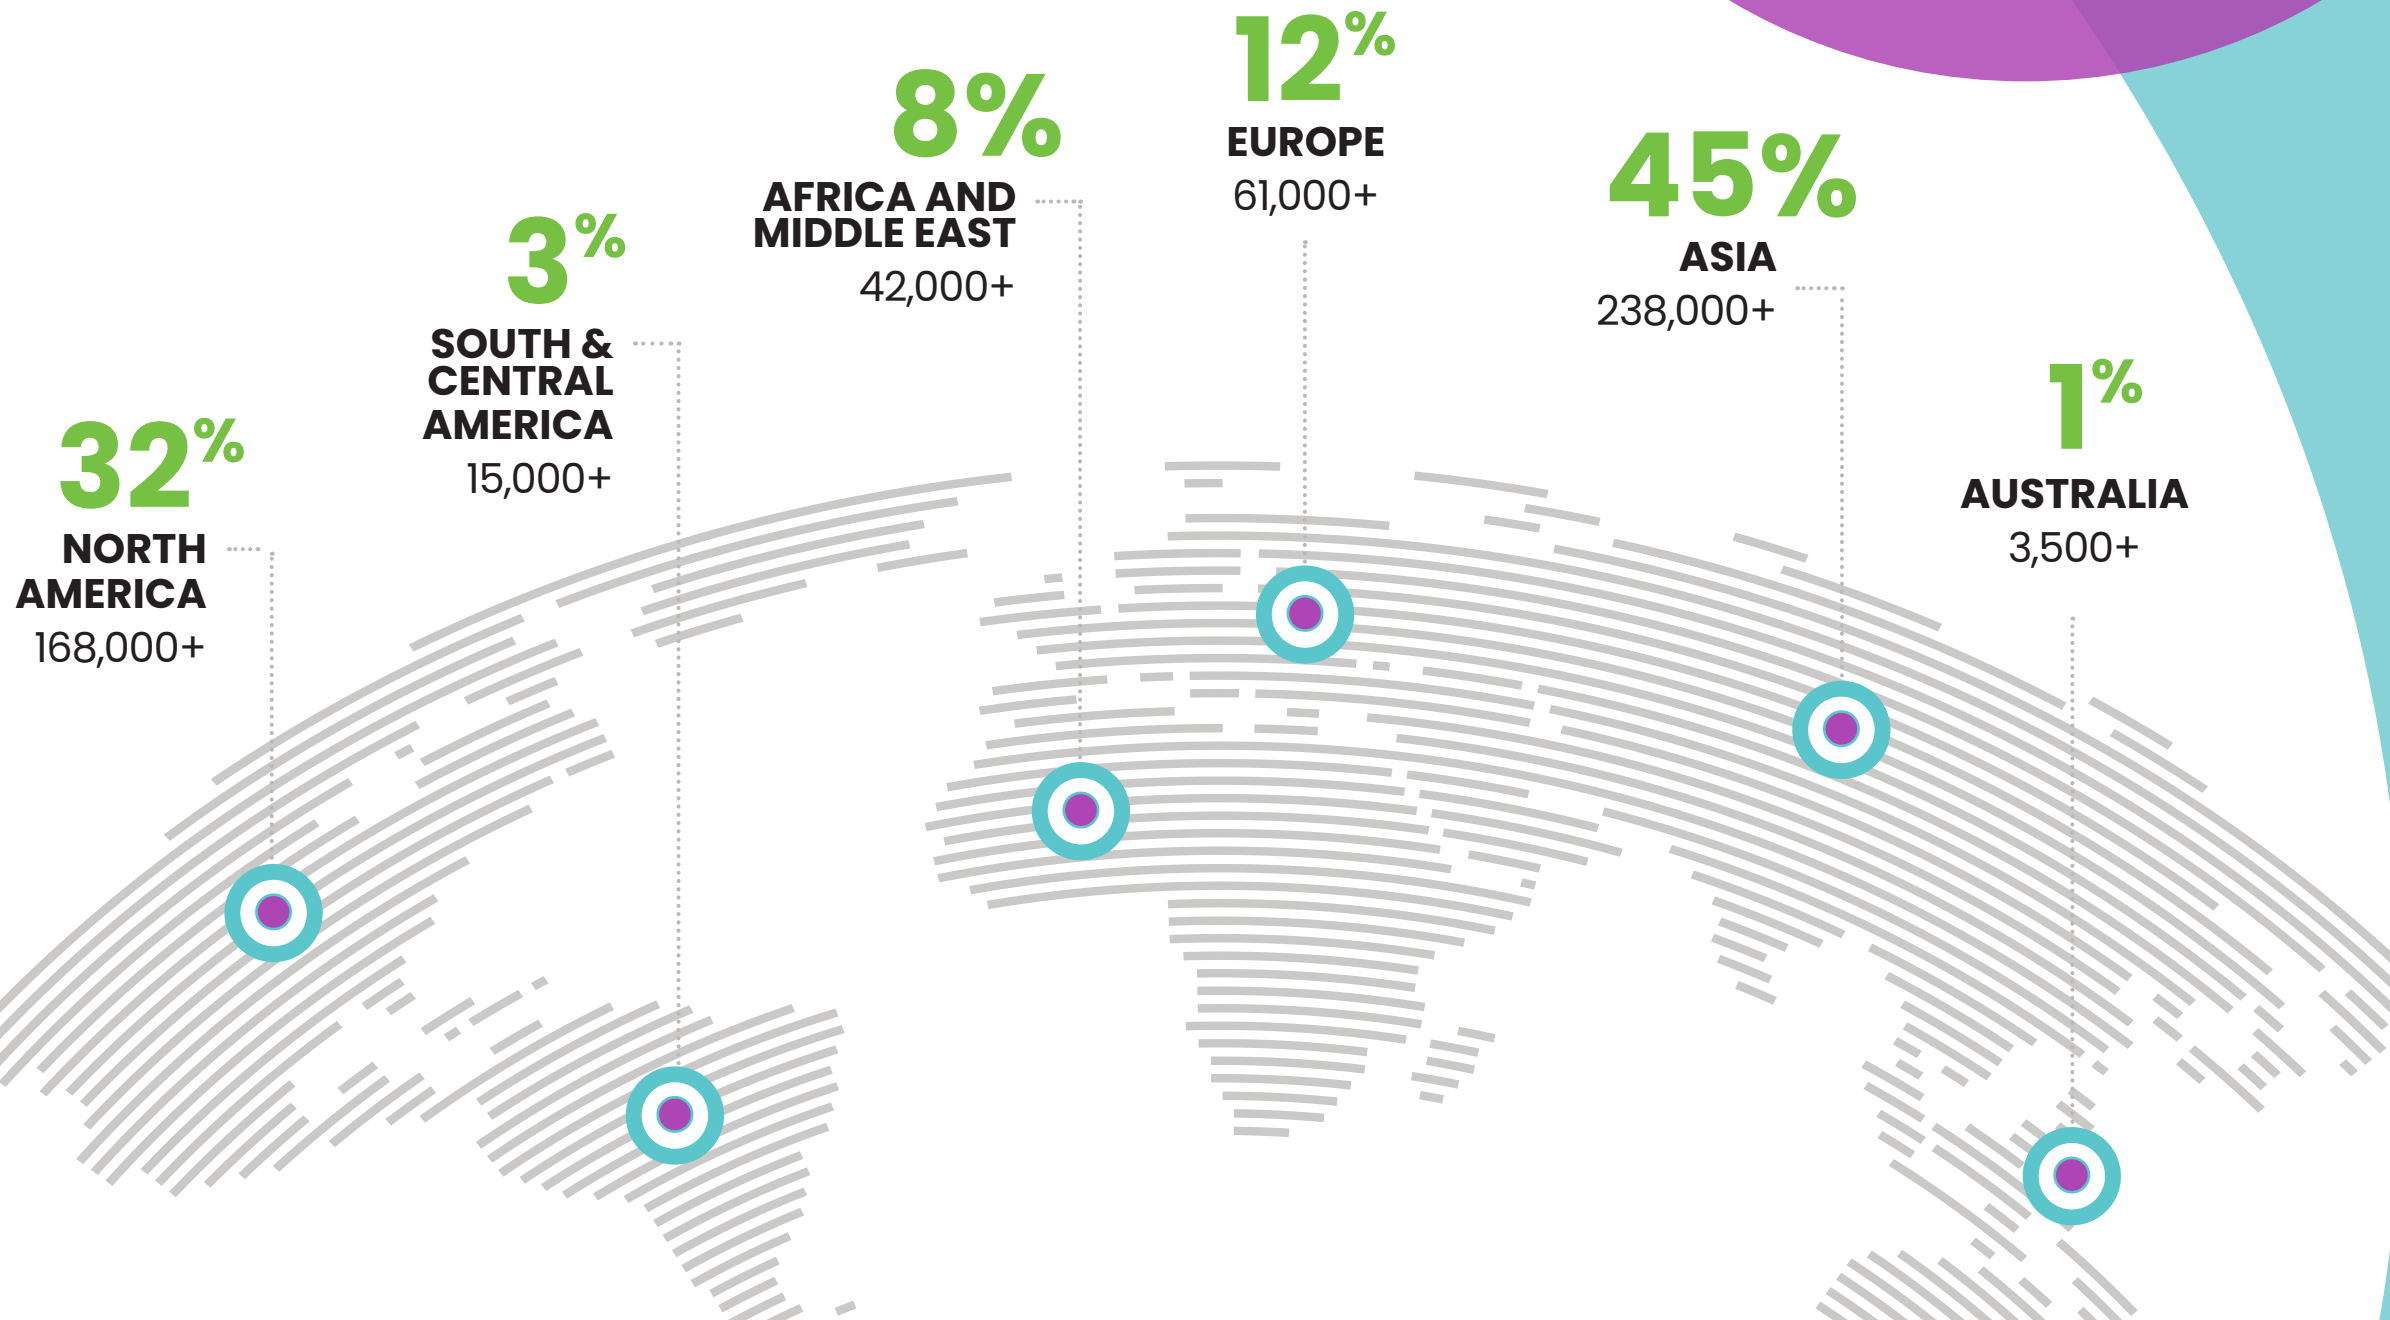 32%
NORTH
AMERICA
168,000+
3%
SOUTH &
CENTRAL
AMERICA
15,000+
8%
AFRICA AND
MIDDLE EAST
42,000+
12%
EUROPE
61,000+
45%
ASIA
238,000+
1%
AUSTRALIA
3,500+